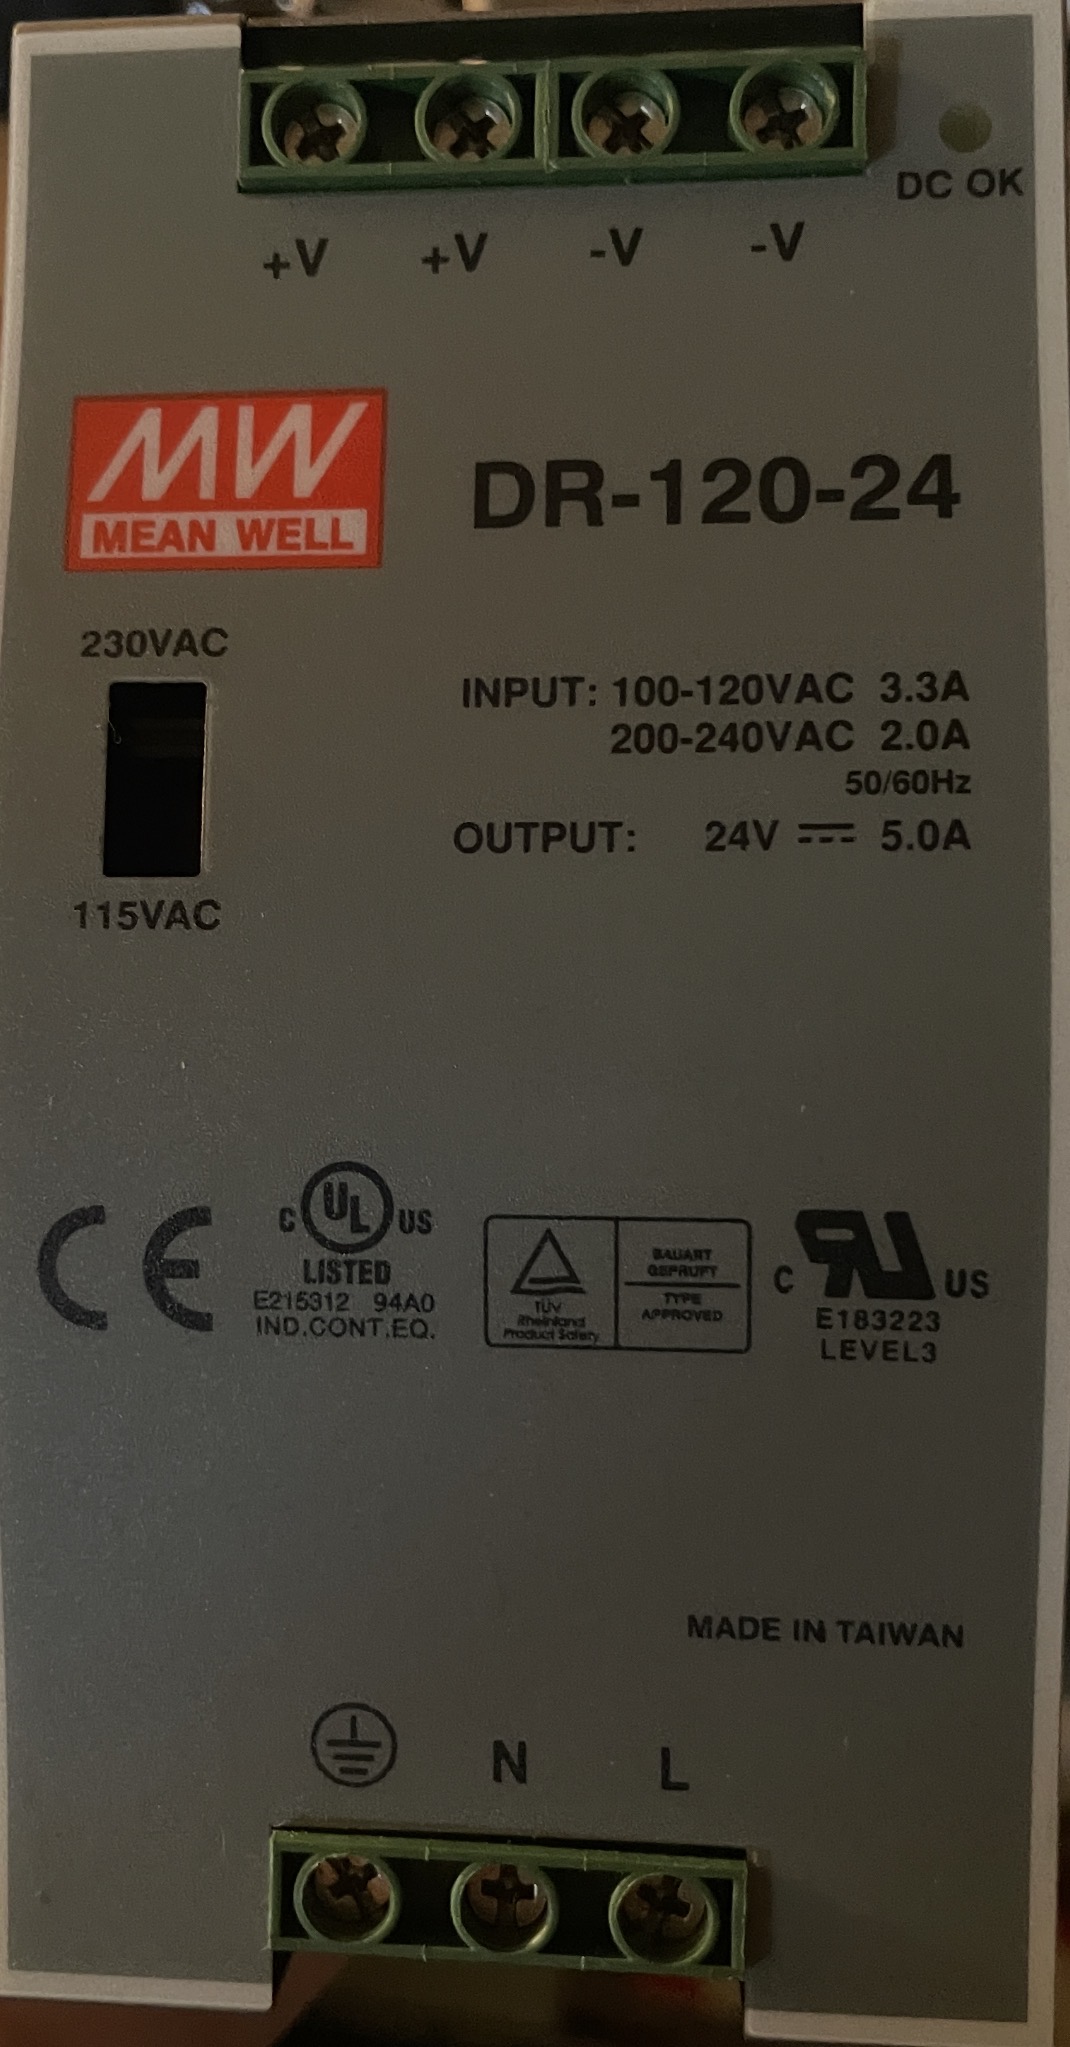 DC OK
+V +V -V -V
MW
MEAN WELL
DR-120-24
230VAC
115VAC
INPUT: 100-120VAC 3.3A
200-240VAC 2.0A
50/60Hz
OUTPUT: 24V ⎓ 5.0A
CE
C UL US
LISTED
E215312 94A0
IND.CONT.EQ.
TÜV
Rheinland
Product Safety
BAUART
GEPRÜFT
TYPE
APPROVED
C RU US
E183223
LEVEL3
MADE IN TAIWAN
N L